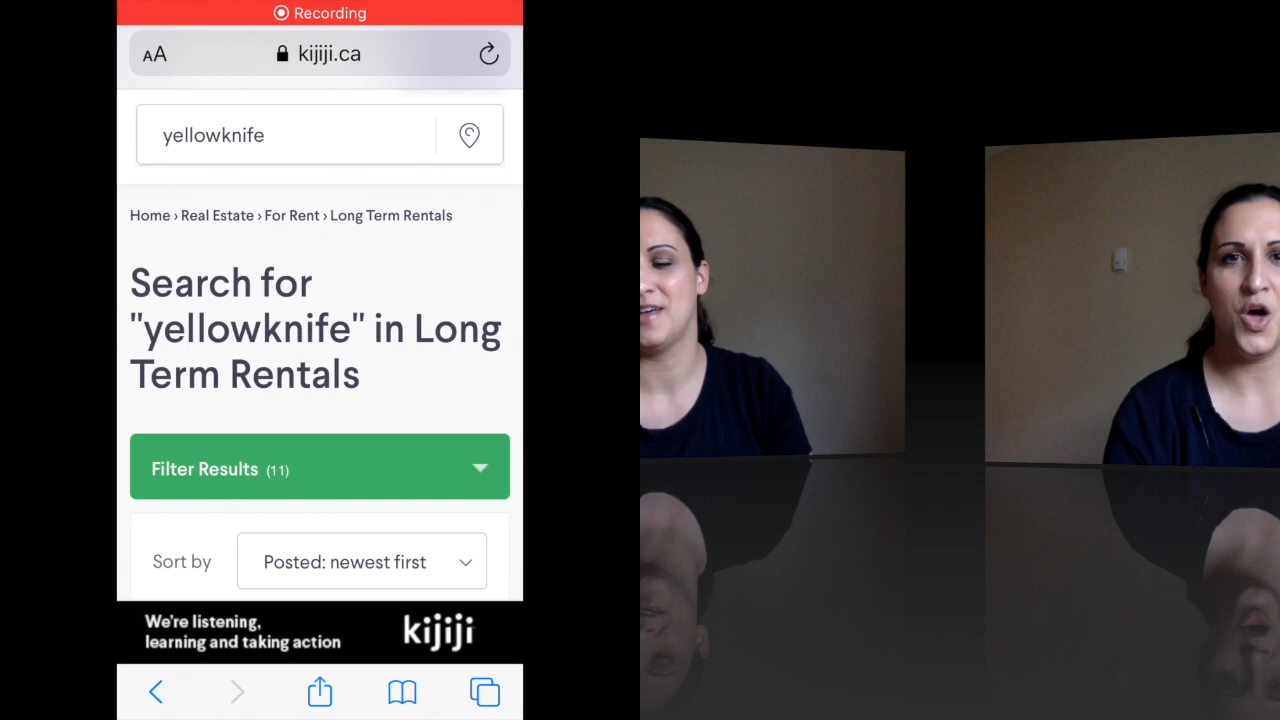 Recording
AA
kijiji.ca
yellowknife
Home › Real Estate › For Rent › Long Term Rentals
Search for
"yellowknife" in Long
Term Rentals
Filter Results (11)
Sort by
Posted: newest first
We're listening,
learning and taking action
kijiji